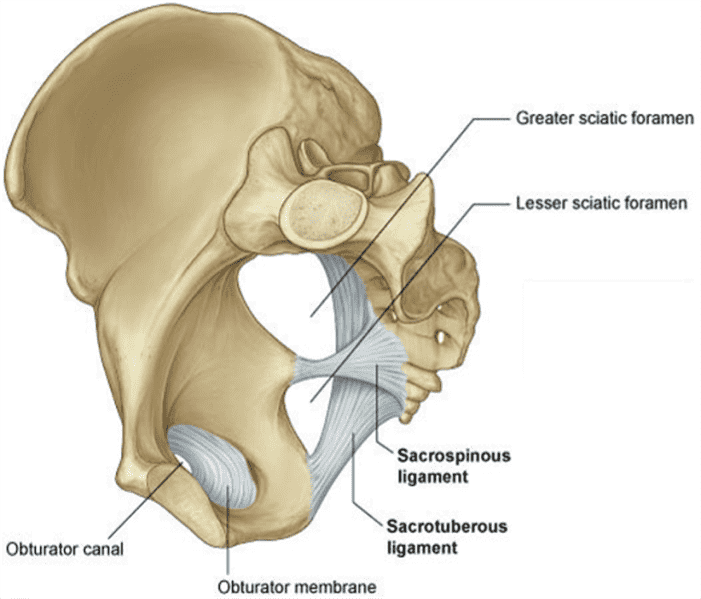 Greater sciatic foramen
Lesser sciatic foramen
Sacrospinous
ligament
Sacrotuberous
ligament
Obturator canal
Obturator membrane